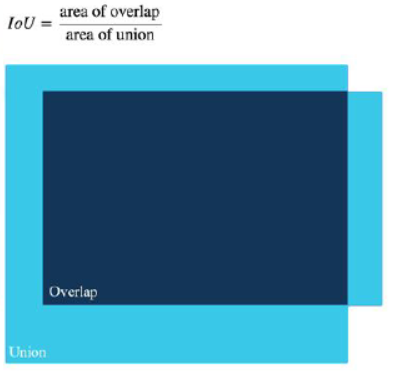 IoU = area of overlap / area of union
Overlap
Union